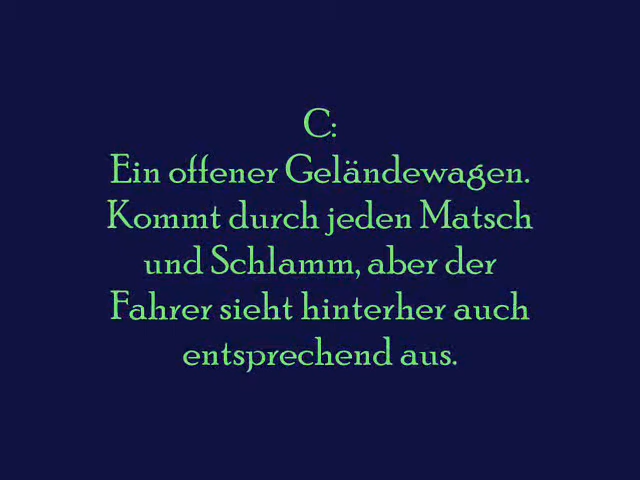 C:
Ein offener Geländewagen.
Kommt durch jeden Matsch
und Schlamm, aber der
Fahrer sieht hinterher auch
entsprechend aus.